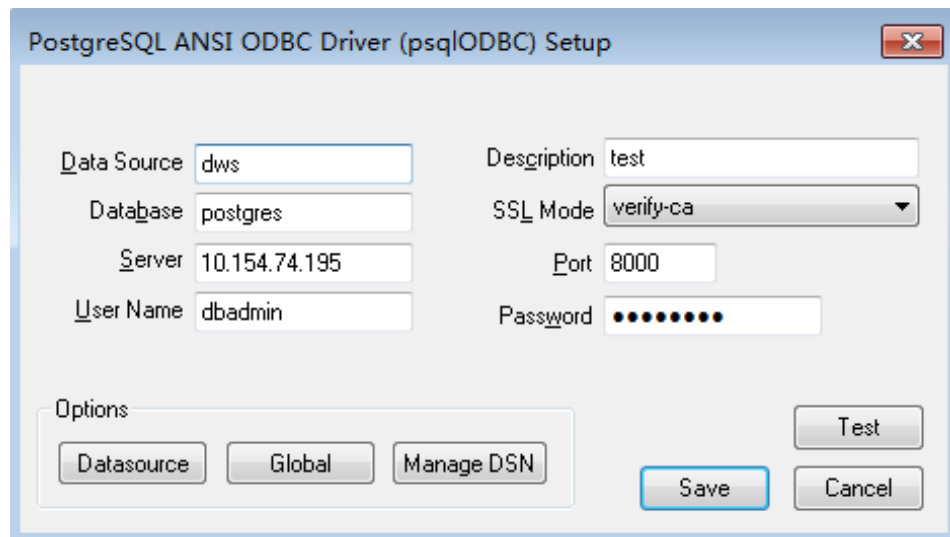 PostgreSQL ANSI ODBC Driver (psqlODBC) Setup
Data Source dws Description test
Database postgres SSL Mode verify-ca
Server 10.154.74.195 Port 8000
User Name dbadmin Password ●●●●●●●●
Options
Test
Datasource Global Manage DSN
Save Cancel